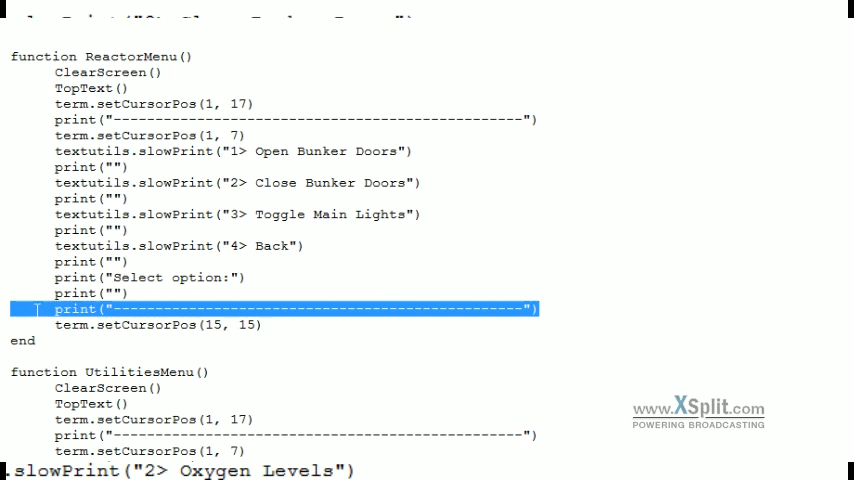 function ReactorMenu()
ClearScreen()
TopText()
term.setCursorPos(1, 17)
print("-------------------------------------------------")
term.setCursorPos(1, 7)
textutils.slowPrint("1> Open Bunker Doors")
print("")
textutils.slowPrint("2> Close Bunker Doors")
print("")
textutils.slowPrint("3> Toggle Main Lights")
print("")
textutils.slowPrint("4> Back")
print("")
print("Select option:")
print("")
print("-------------------------------------------------")
term.setCursorPos(15, 15)
end
function UtilitiesMenu()
ClearScreen()
TopText()
term.setCursorPos(1, 17)
print("-------------------------------------------------")
term.setCursorPos(1, 7)
.slowPrint("2> Oxygen Levels")
www.XSplit.com
POWERING BROADCASTING